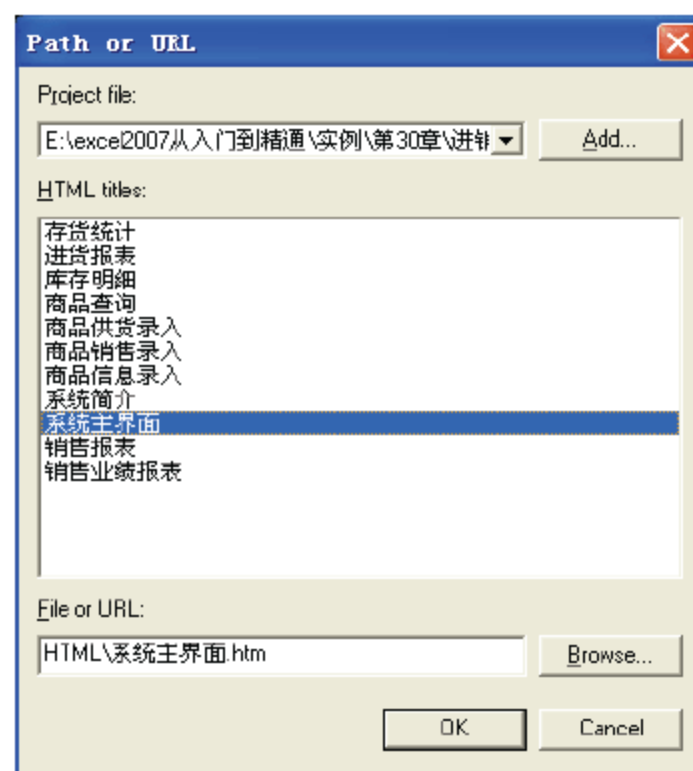 Path or URL
Project file:
E:\excel2007从入门到精通\实例\第30章\进销
Add...
HTML titles:
存货统计
进货报表
库存明细
商品查询
商品供货录入
商品销售录入
商品信息录入
系统简介
系统主界面
销售报表
销售业绩报表
File or URL:
HTML\系统主界面.htm
Browse...
OK
Cancel